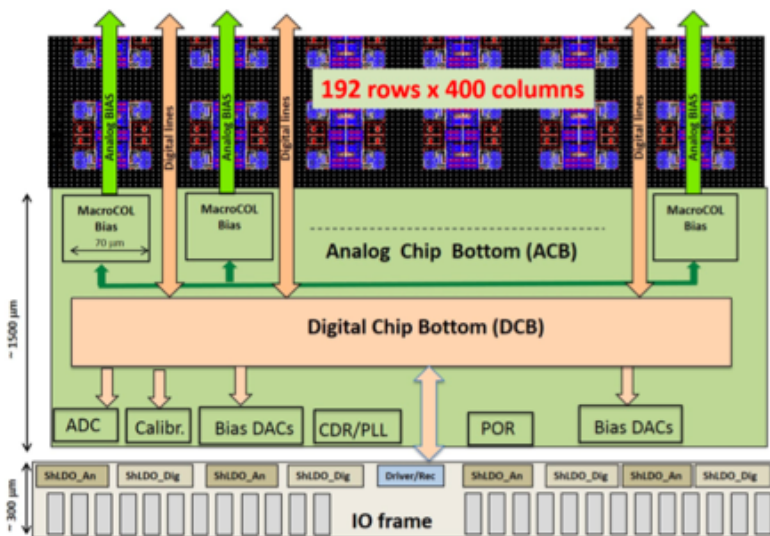 192 rows x 400 columns
Analog BIAS
Digital lines
Analog BIAS
Digital lines
Digital lines
Analog BIAS
MacroCOL
Bias
70 µm
MacroCOL
Bias
MacroCOL
Bias
Analog Chip Bottom (ACB)
~ 1500 µm
Digital Chip Bottom (DCB)
ADC
Calibr.
Bias DACs
CDR/PLL
POR
Bias DACs
~ 300 µm
ShLDO_An
ShLDO_Dig
ShLDO_An
ShLDO_Dig
Driver/Rec
ShLDO_An
ShLDO_Dig
ShLDO_An
ShLDO_Dig
IO frame